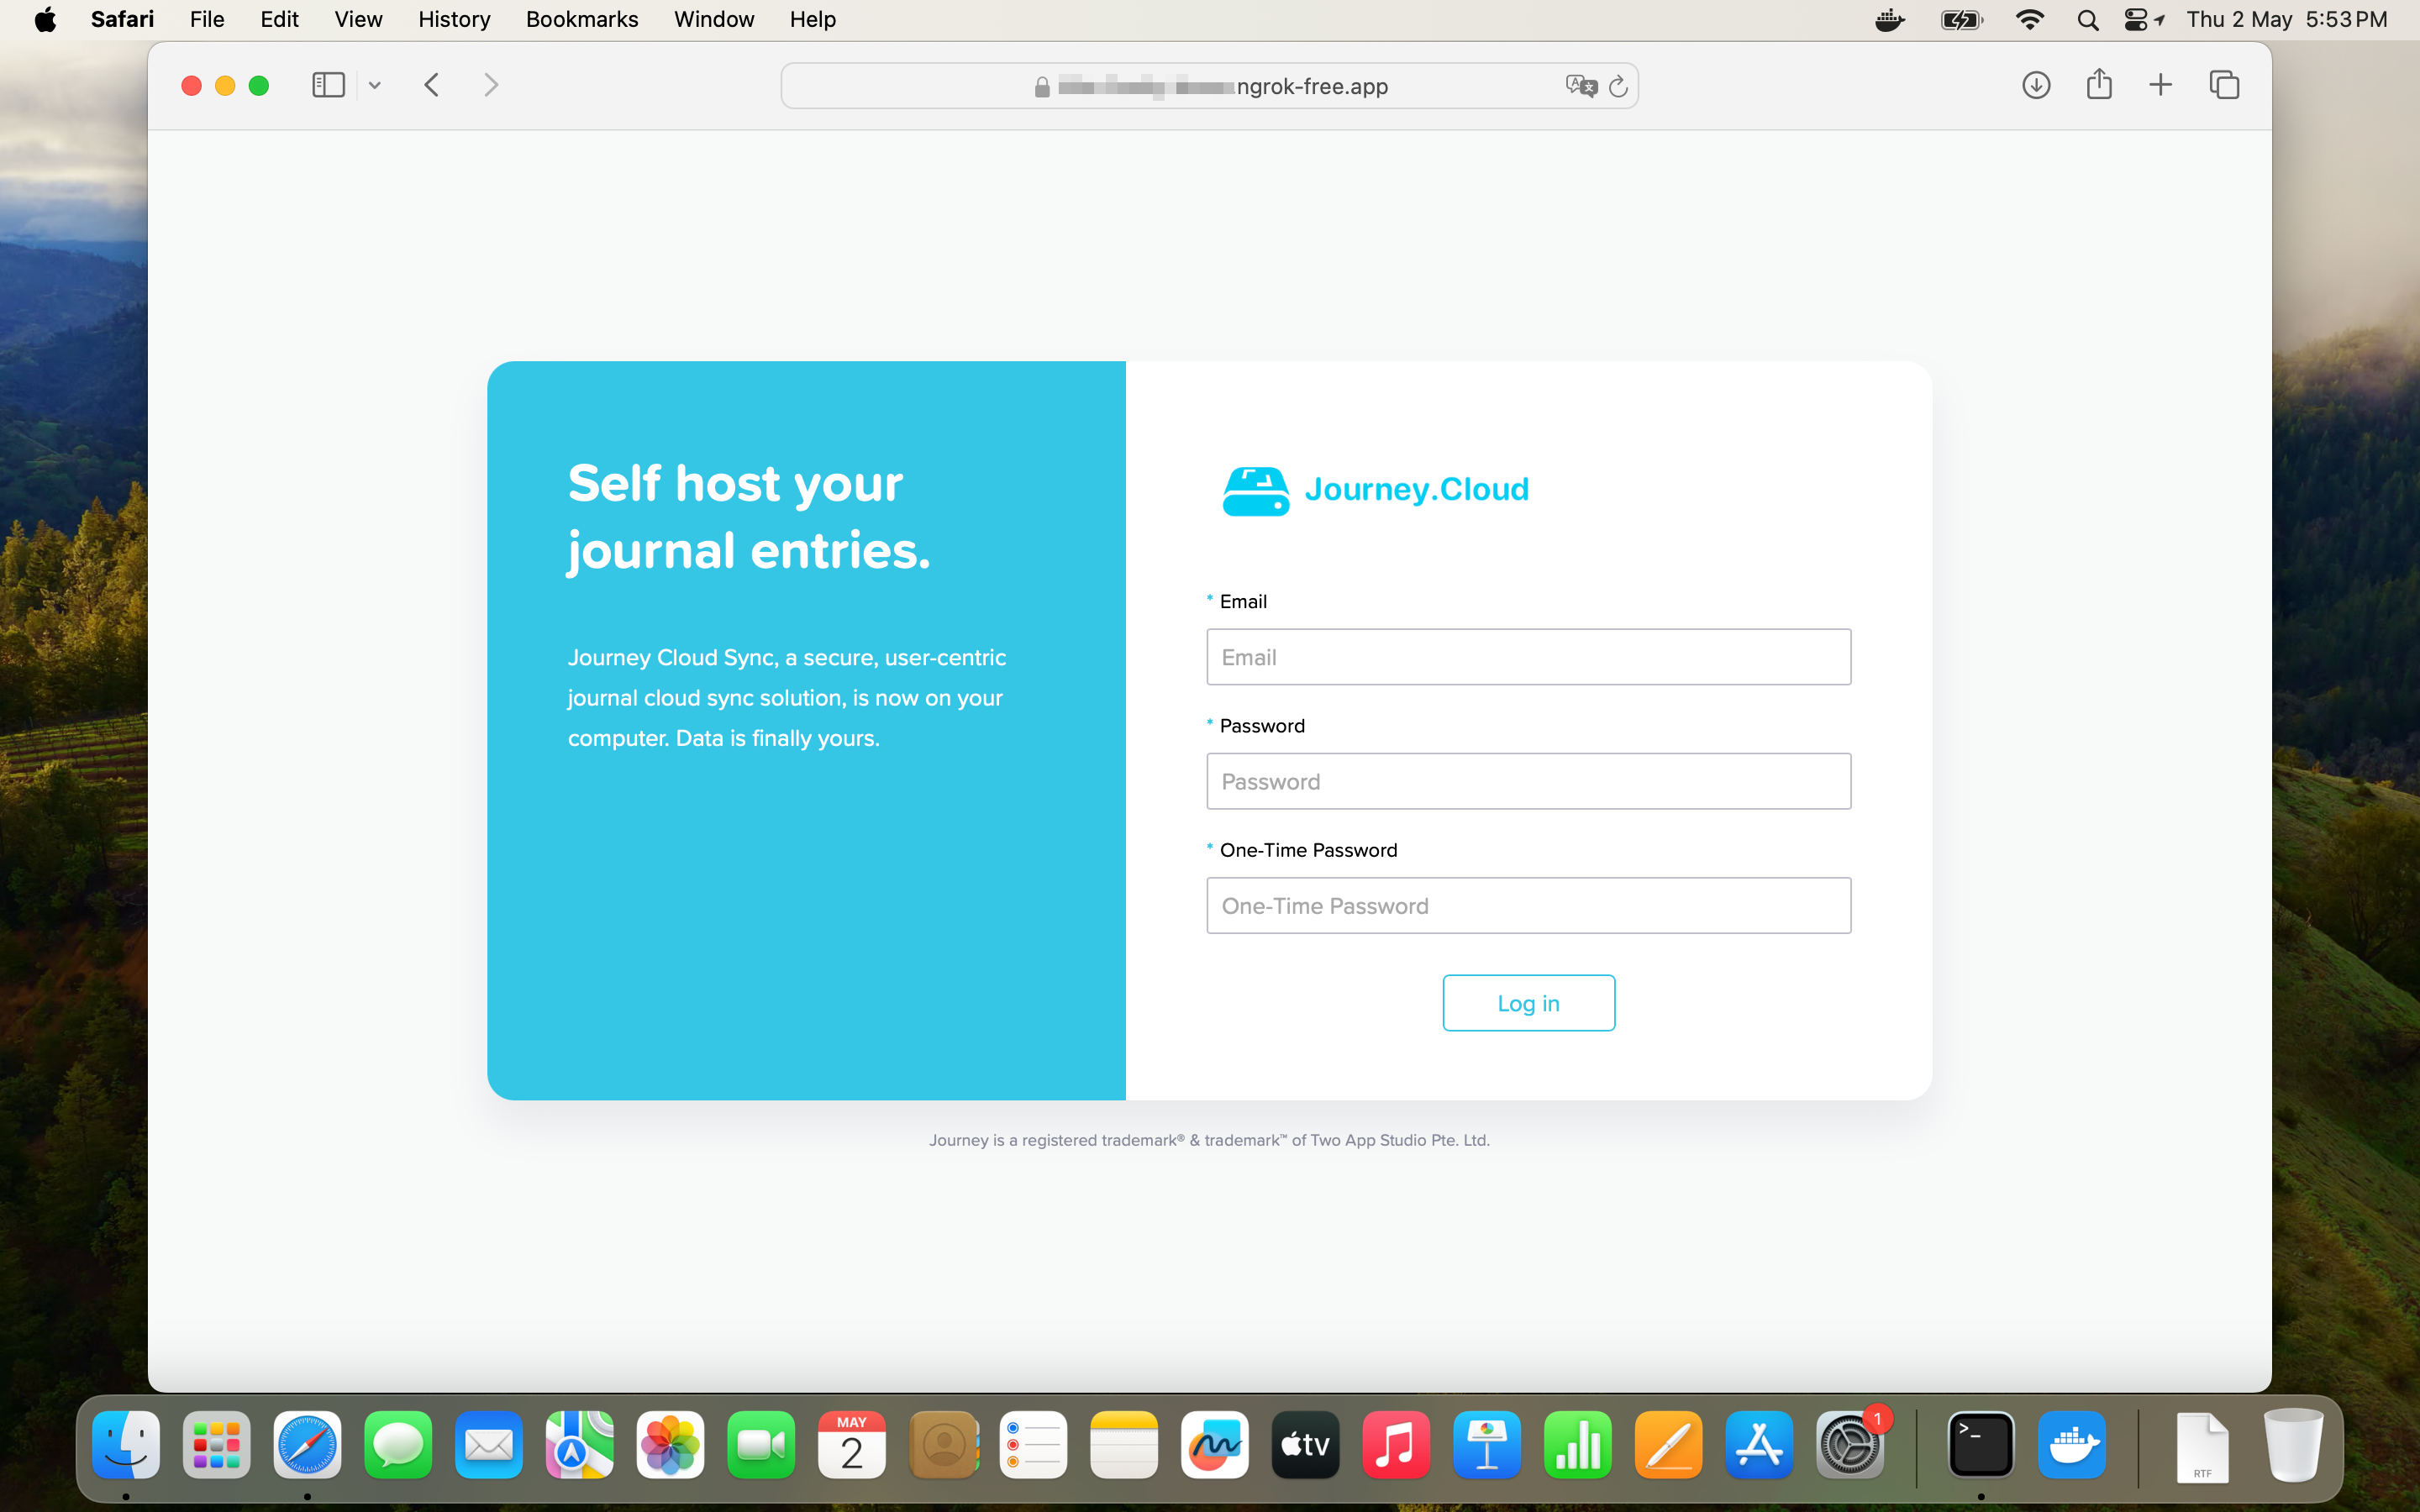 Safari File Edit View History Bookmarks Window Help Thu 2 May 5:53 PM
ngrok-free.app
Self host your
journal entries.
Journey Cloud Sync, a secure, user-centric
journal cloud sync solution, is now on your
computer. Data is finally yours.
Journey.Cloud
* Email
Email
* Password
Password
* One-Time Password
One-Time Password
Log in
Journey is a registered trademark® & trademark™ of Two App Studio Pte. Ltd.
MAY
2
tv
1
>_
RTF